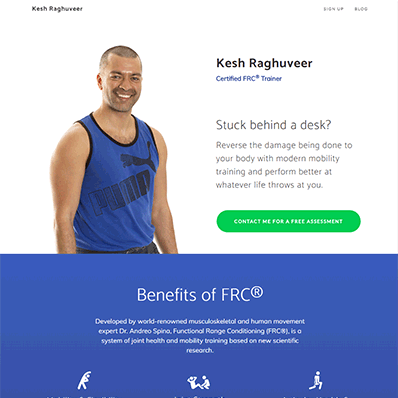 Kesh Raghuveer
SIGN UP BLOG
Kesh Raghuveer
Certified FRC® Trainer
Stuck behind a desk?
Reverse the damage being done to
your body with modern mobility
training and perform better at
whatever life throws at you.
PUMA
CONTACT ME FOR A FREE ASSESSMENT
Benefits of FRC®
Developed by world-renowned musculoskeletal and human movement
expert Dr. Andreo Spina, Functional Range Conditioning (FRC®), is a
system of joint health and mobility training based on new scientific
research.